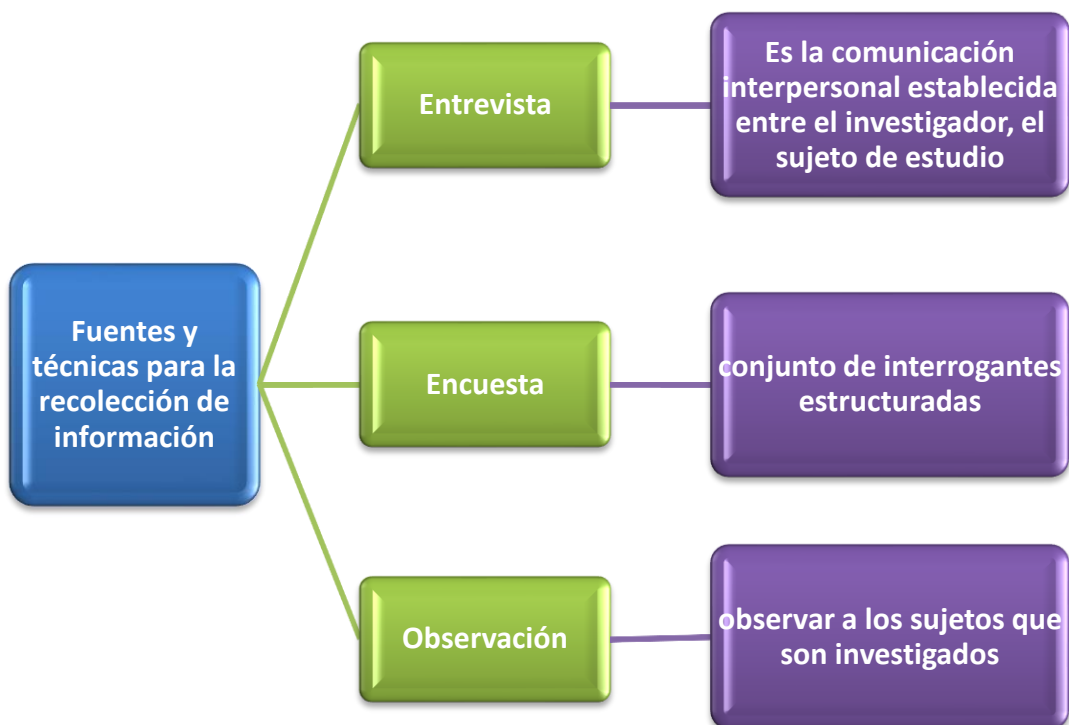 Fuentes y
técnicas para la
recolección de
información
Entrevista
Es la comunicación
interpersonal establecida
entre el investigador, el
sujeto de estudio
Encuesta
conjunto de interrogantes
estructuradas
Observación
observar a los sujetos que
son investigados